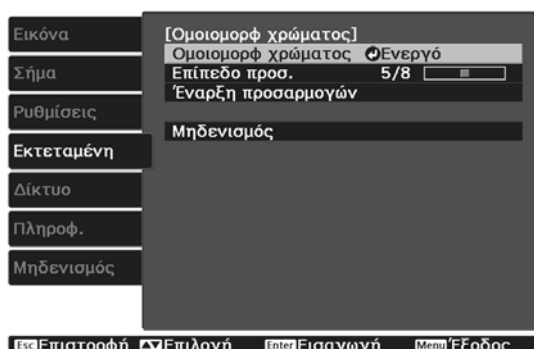 Εικόνα
Σήμα
Ρυθμίσεις
Εκτεταμένη
Δίκτυο
Πληροφ.
Μηδενισμός
[Ομοιομορφ χρώματος]
Ομοιομορφ χρώματος Ενεργό
Επίπεδο προσ. 5/8
Έναρξη προσαρμογών
Μηδενισμός
Esc Επιστροφή Επιλογή Enter Εισαγωγή Menu Έξοδος